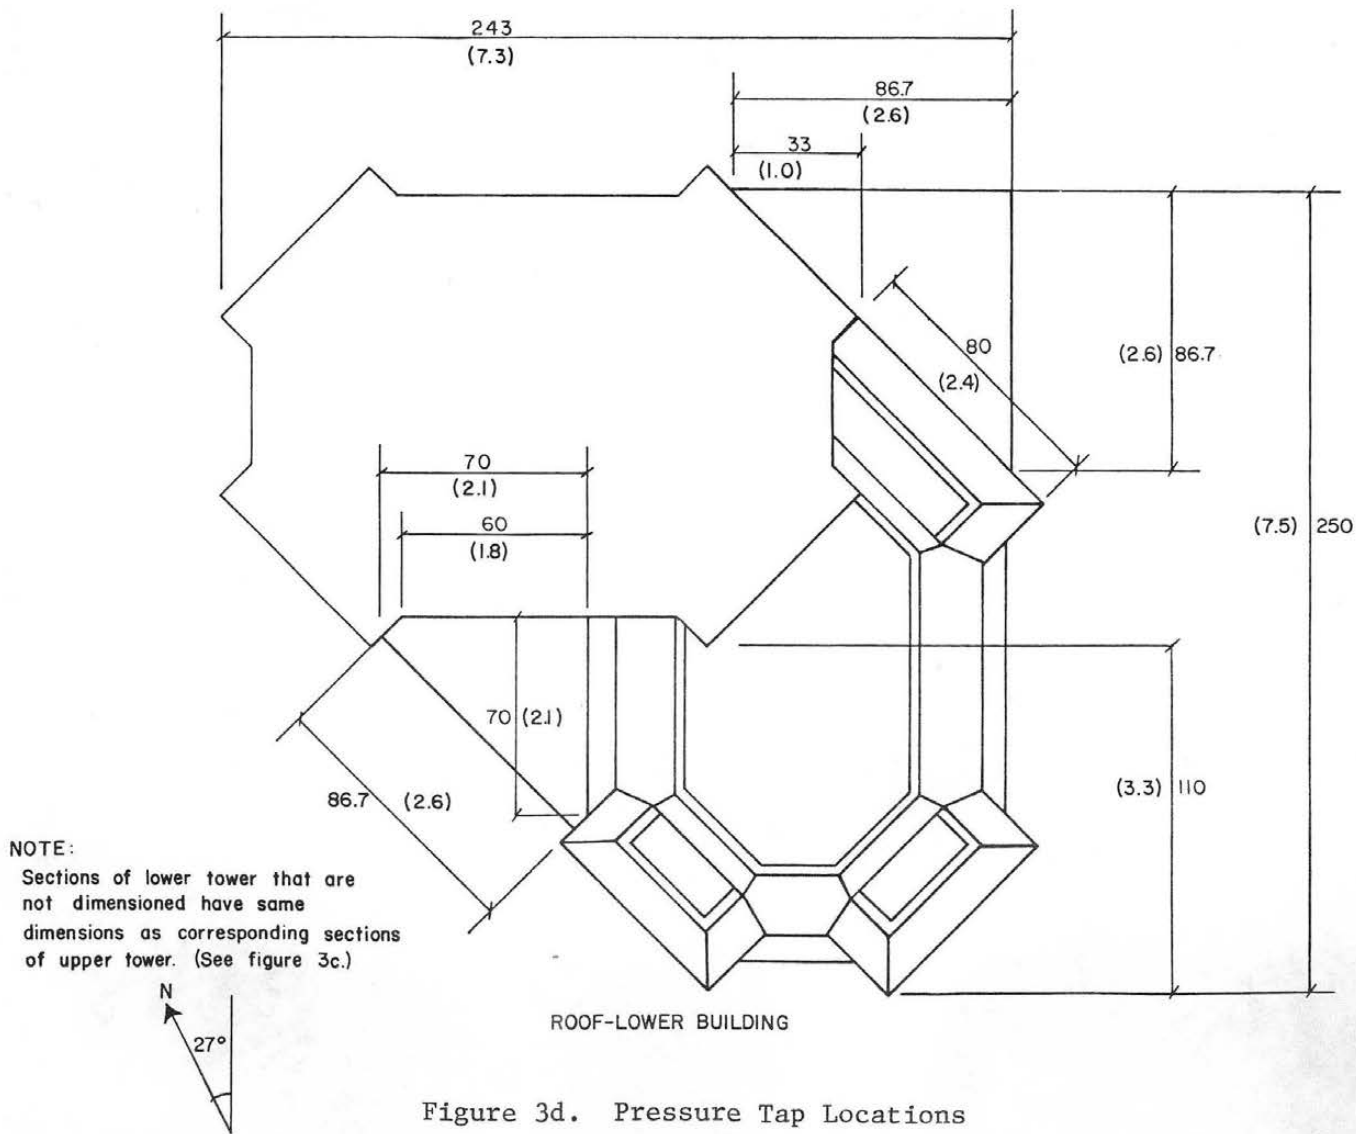 243
(7.3)
86.7
(2.6)
33
(1.0)
80
(2.4)
(2.6) 86.7
70
(2.1)
60
(1.8)
(7.5) 250
70 (2.1)
86.7 (2.6)
(3.3) 110
NOTE:
Sections of lower tower that are
not dimensioned have same
dimensions as corresponding sections
of upper tower. (See figure 3c.)
N
27°
ROOF-LOWER BUILDING
Figure 3d. Pressure Tap Locations